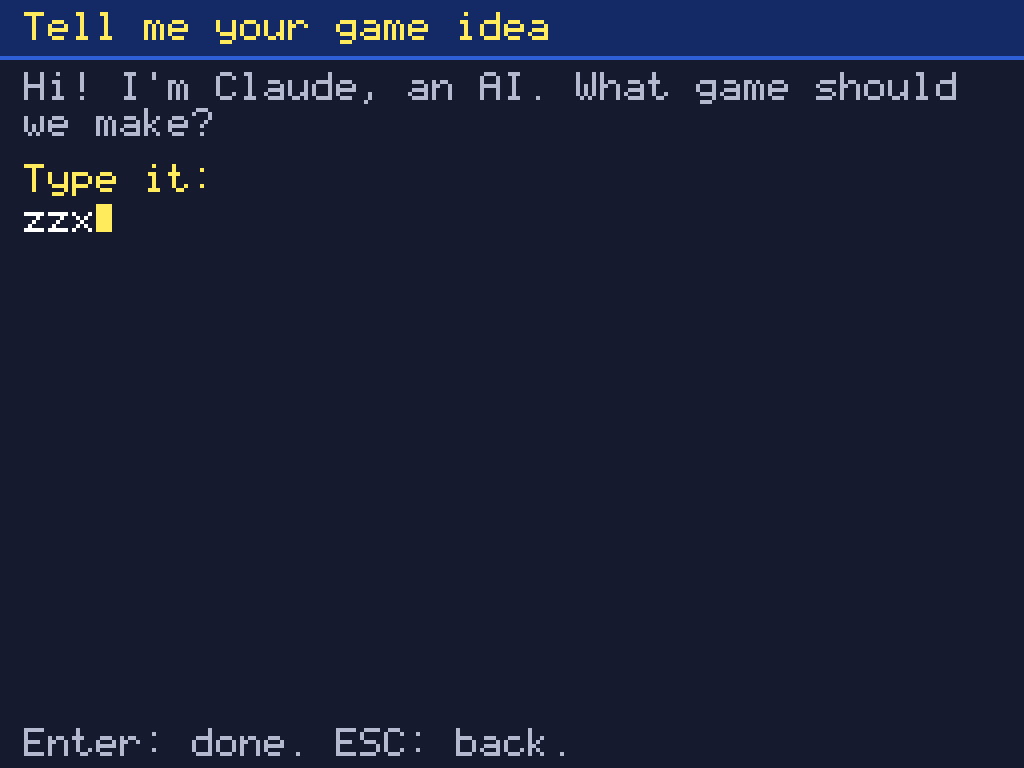 Tell me your game idea
Hi! I'm Claude, an AI. What game should
we make?
Type it:
zzx
Enter: done. ESC: back.